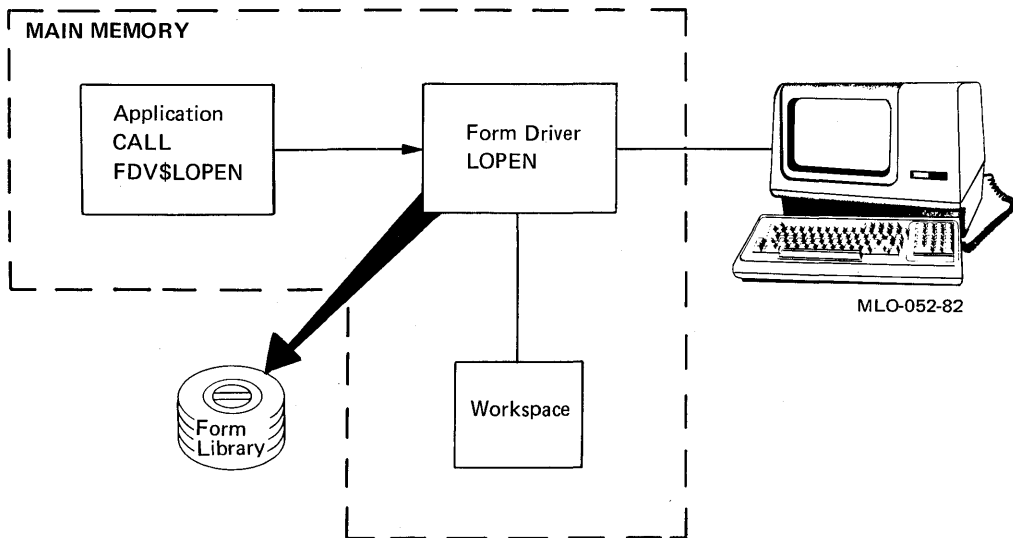 MAIN MEMORY
Application
CALL
FDV$LOPEN
Form Driver
LOPEN
MLO-052-82
Workspace
Form
Library